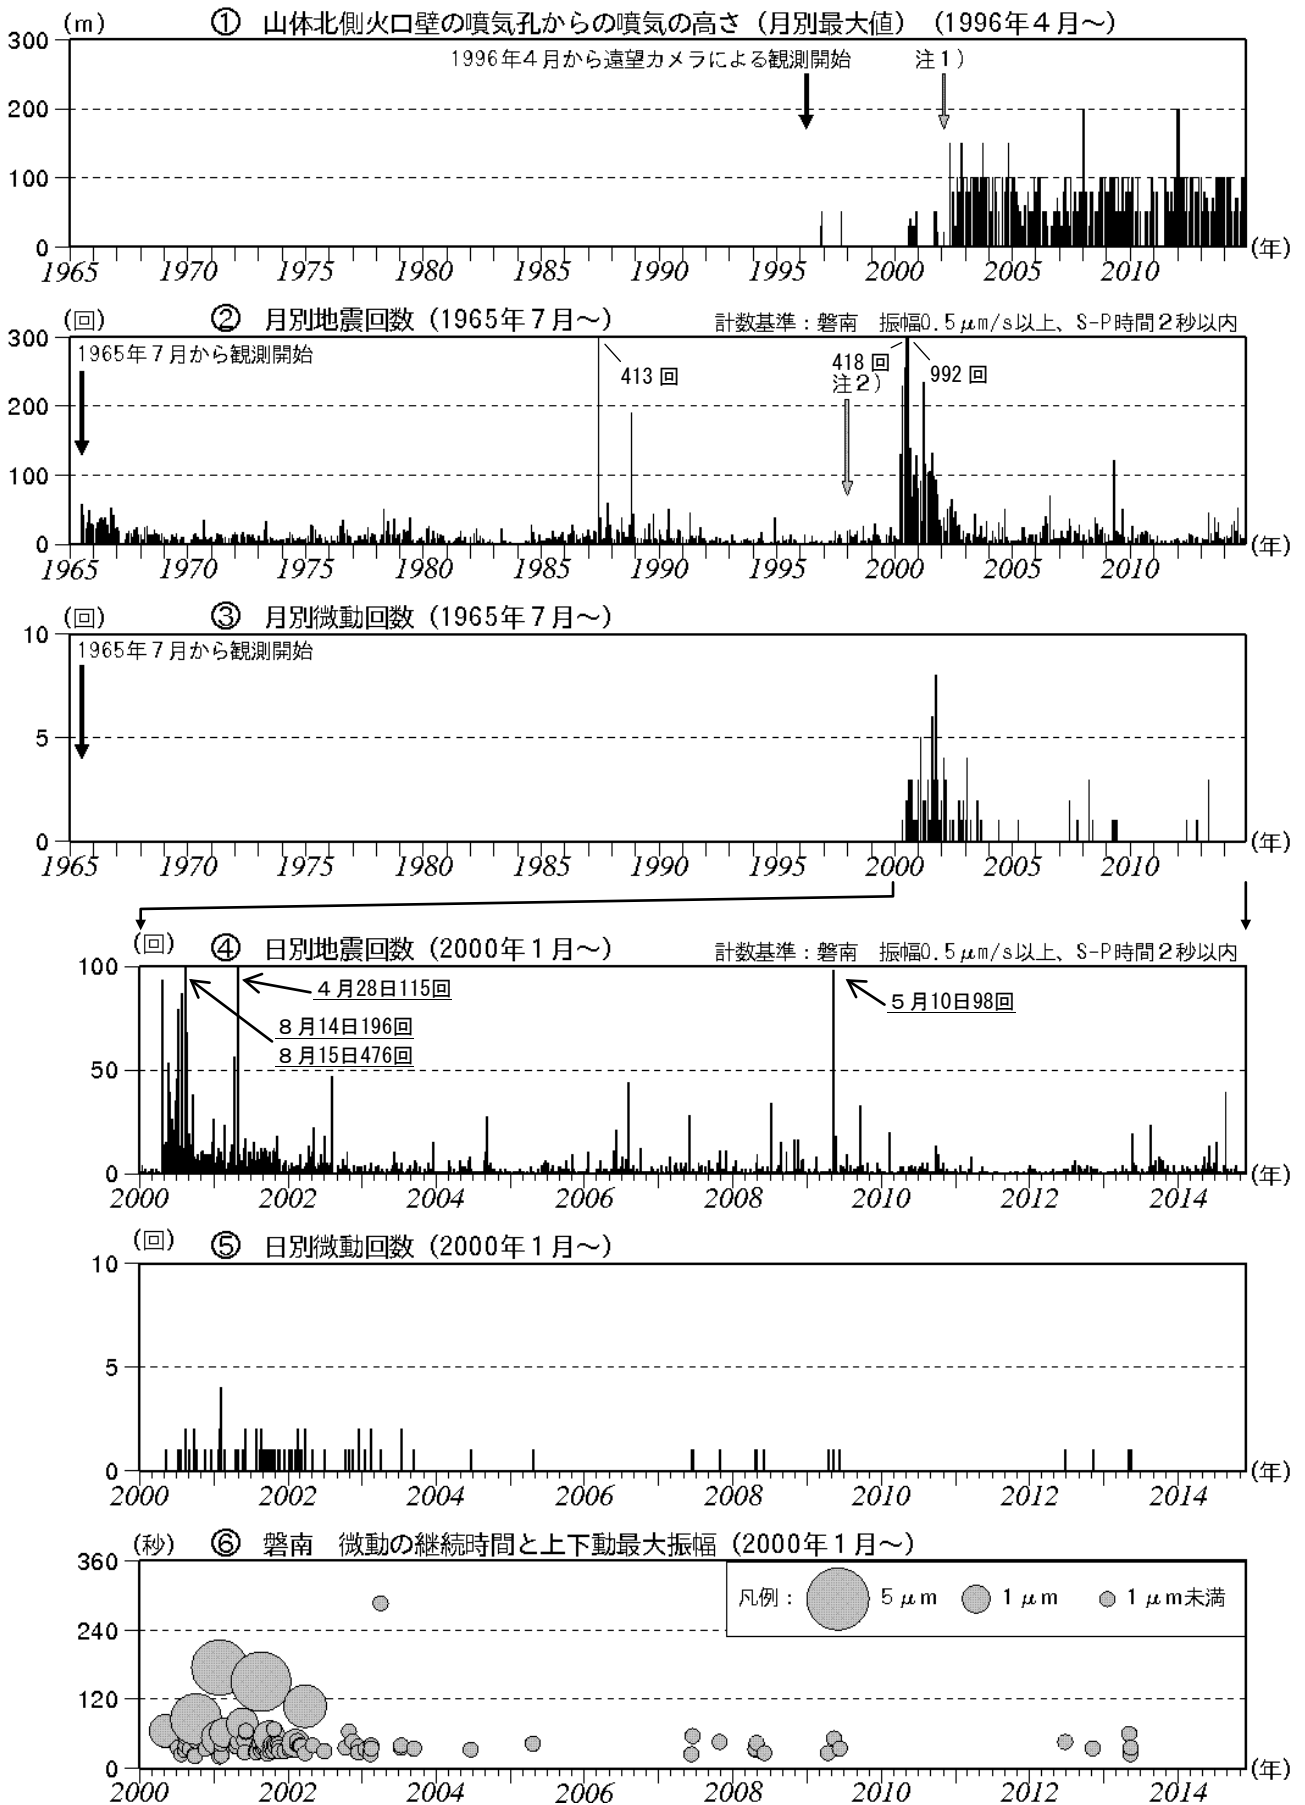 (m) ① 山体北側火口壁の噴気孔からの噴気の高さ（月別最大値）（1996年４月～）
300
1996年４月から遠望カメラによる観測開始 注１）
200
100
0
(年)
1965 1970 1975 1980 1985 1990 1995 2000 2005 2010
(回) ② 月別地震回数（1965年７月～） 計数基準：磐南 振幅0.5μm/s以上、S-P時間２秒以内
300
1965年７月から観測開始
413 回
418 回
注２）
992 回
200
100
0
(年)
1965 1970 1975 1980 1985 1990 1995 2000 2005 2010
(回) ③ 月別微動回数（1965年７月～）
10
1965年７月から観測開始
5
0
(年)
1965 1970 1975 1980 1985 1990 1995 2000 2005 2010
(回) ④ 日別地震回数（2000年１月～） 計数基準：磐南 振幅0.5μm/s以上、S-P時間２秒以内
100
４月28日115回
５月10日98回
８月14日196回
８月15日476回
50
0
(年)
2000 2002 2004 2006 2008 2010 2012 2014
(回) ⑤ 日別微動回数（2000年１月～）
10
5
0
(年)
2000 2002 2004 2006 2008 2010 2012 2014
(秒) ⑥ 磐南 微動の継続時間と上下動最大振幅（2000年１月～）
360
凡例： 5 μm 1 μm 1 μm未満
240
120
0
(年)
2000 2002 2004 2006 2008 2010 2012 2014